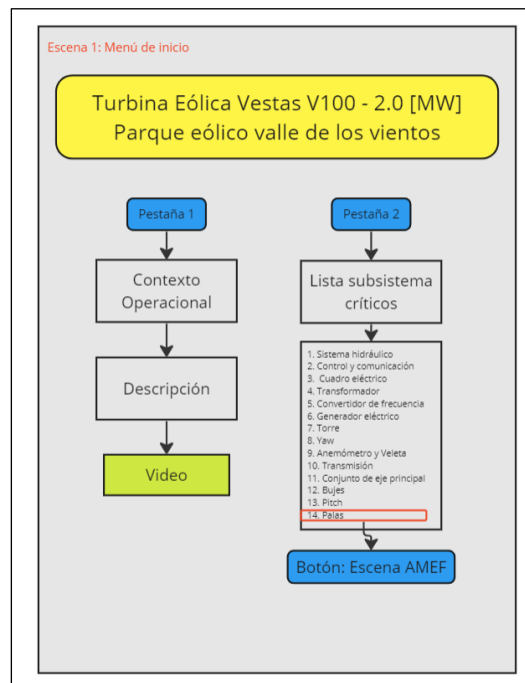 Escena 1: Menú de inicio
Turbina Eólica Vestas V100 - 2.0 [MW]
Parque eólico valle de los vientos
Pestaña 1
Contexto
Operacional
Descripción
Video
Pestaña 2
Lista subsistema
críticos
1. Sistema hidráulico
2. Control y comunicación
3. Cuadro eléctrico
4. Transformador
5. Convertidor de frecuencia
6. Generador eléctrico
7. Torre
8. Yaw
9. Anemómetro y Veleta
10. Transmisión
11. Conjunto de eje principal
12. Bujes
13. Pitch
14. Palas
Botón: Escena AMEF